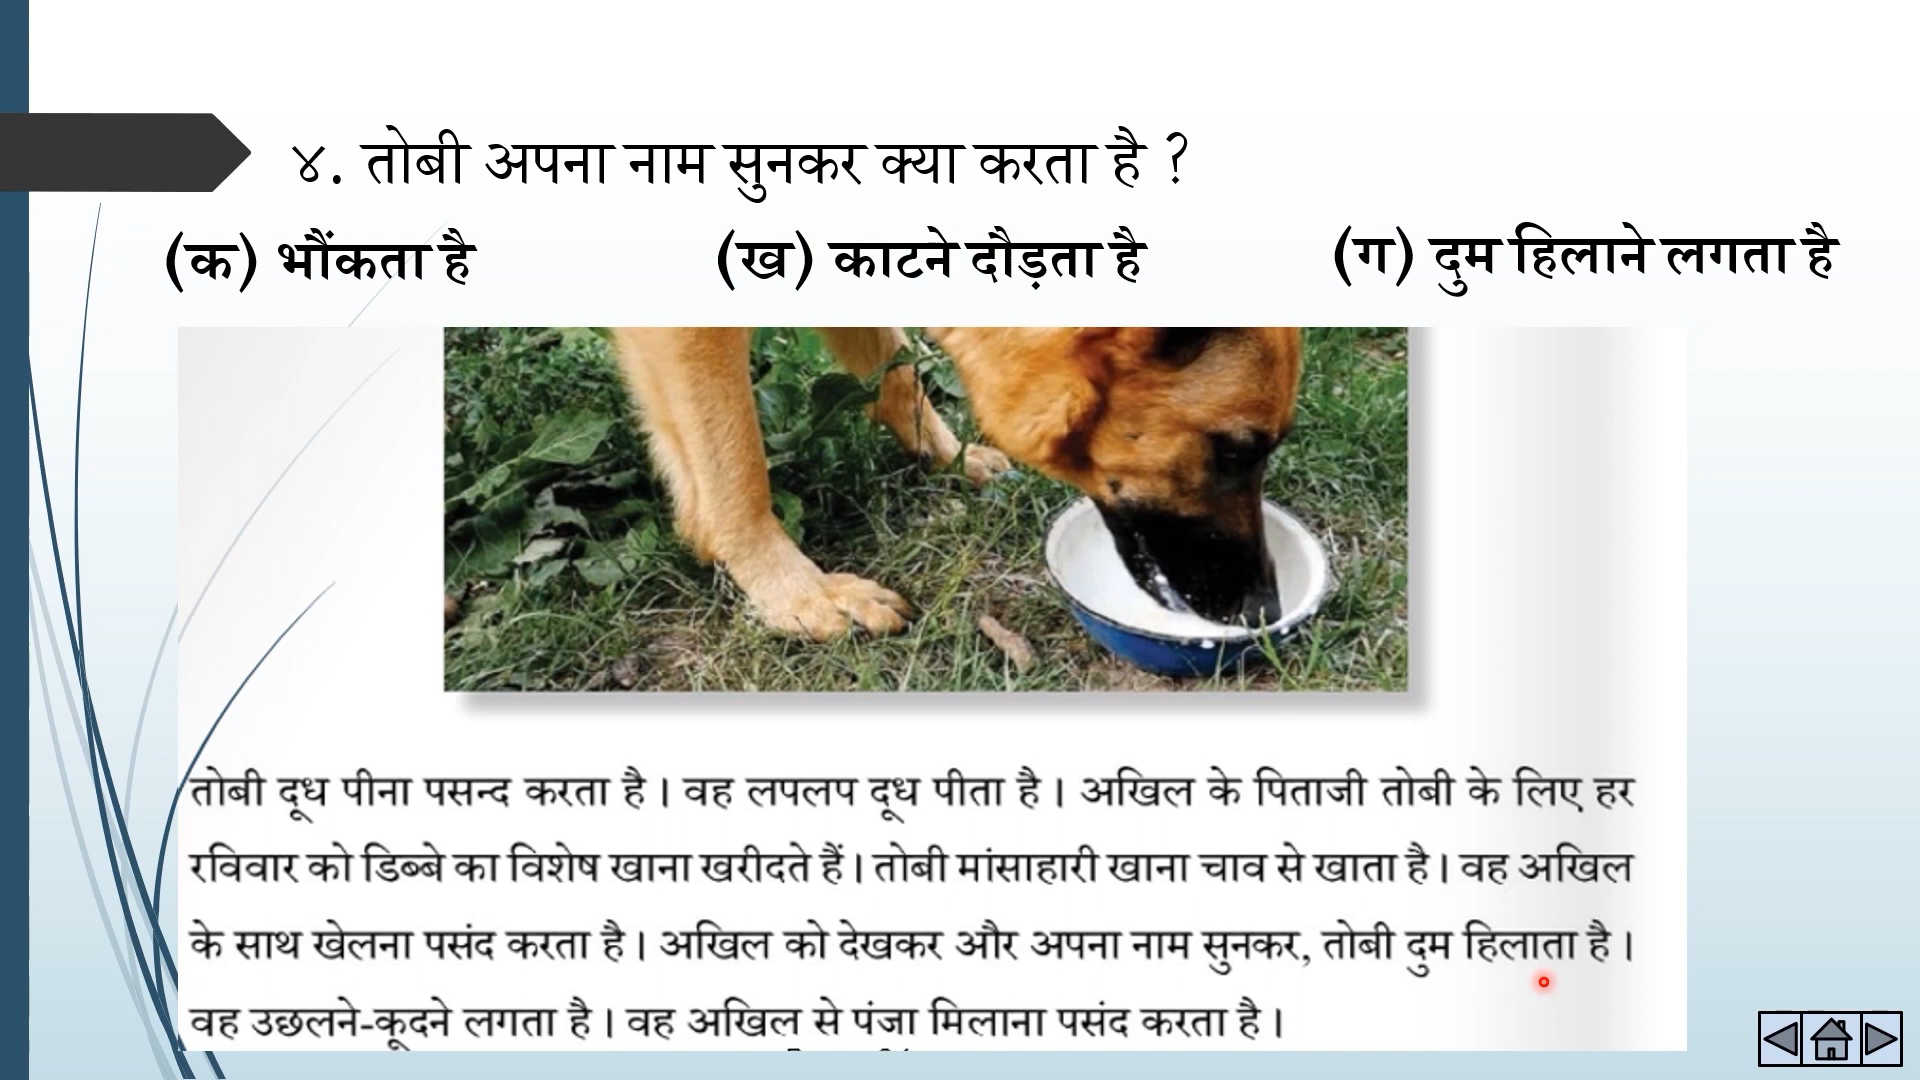 ४. तोबी अपना नाम सुनकर क्या करता है ?
(क) भौंकता है (ख) काटने दौड़ता है (ग) दुम हिलाने लगता है
तोबी दूध पीना पसन्द करता है। वह लपलप दूध पीता है। अखिल के पिताजी तोबी के लिए हर
रविवार को डिब्बे का विशेष खाना खरीदते हैं। तोबी मांसाहारी खाना चाव से खाता है। वह अखिल
के साथ खेलना पसंद करता है। अखिल को देखकर और अपना नाम सुनकर, तोबी दुम हिलाता है।
वह उछलने-कूदने लगता है। वह अखिल से पंजा मिलाना पसंद करता है।